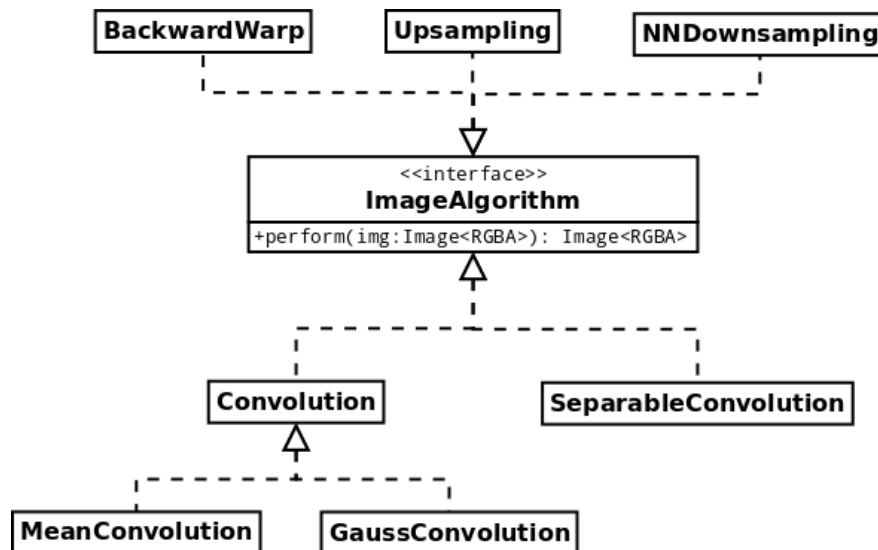 BackwardWarp
Upsampling
NNDownsampling
<<interface>>
ImageAlgorithm
+perform(img:Image<RGBA>): Image<RGBA>
Convolution
SeparableConvolution
MeanConvolution
GaussConvolution